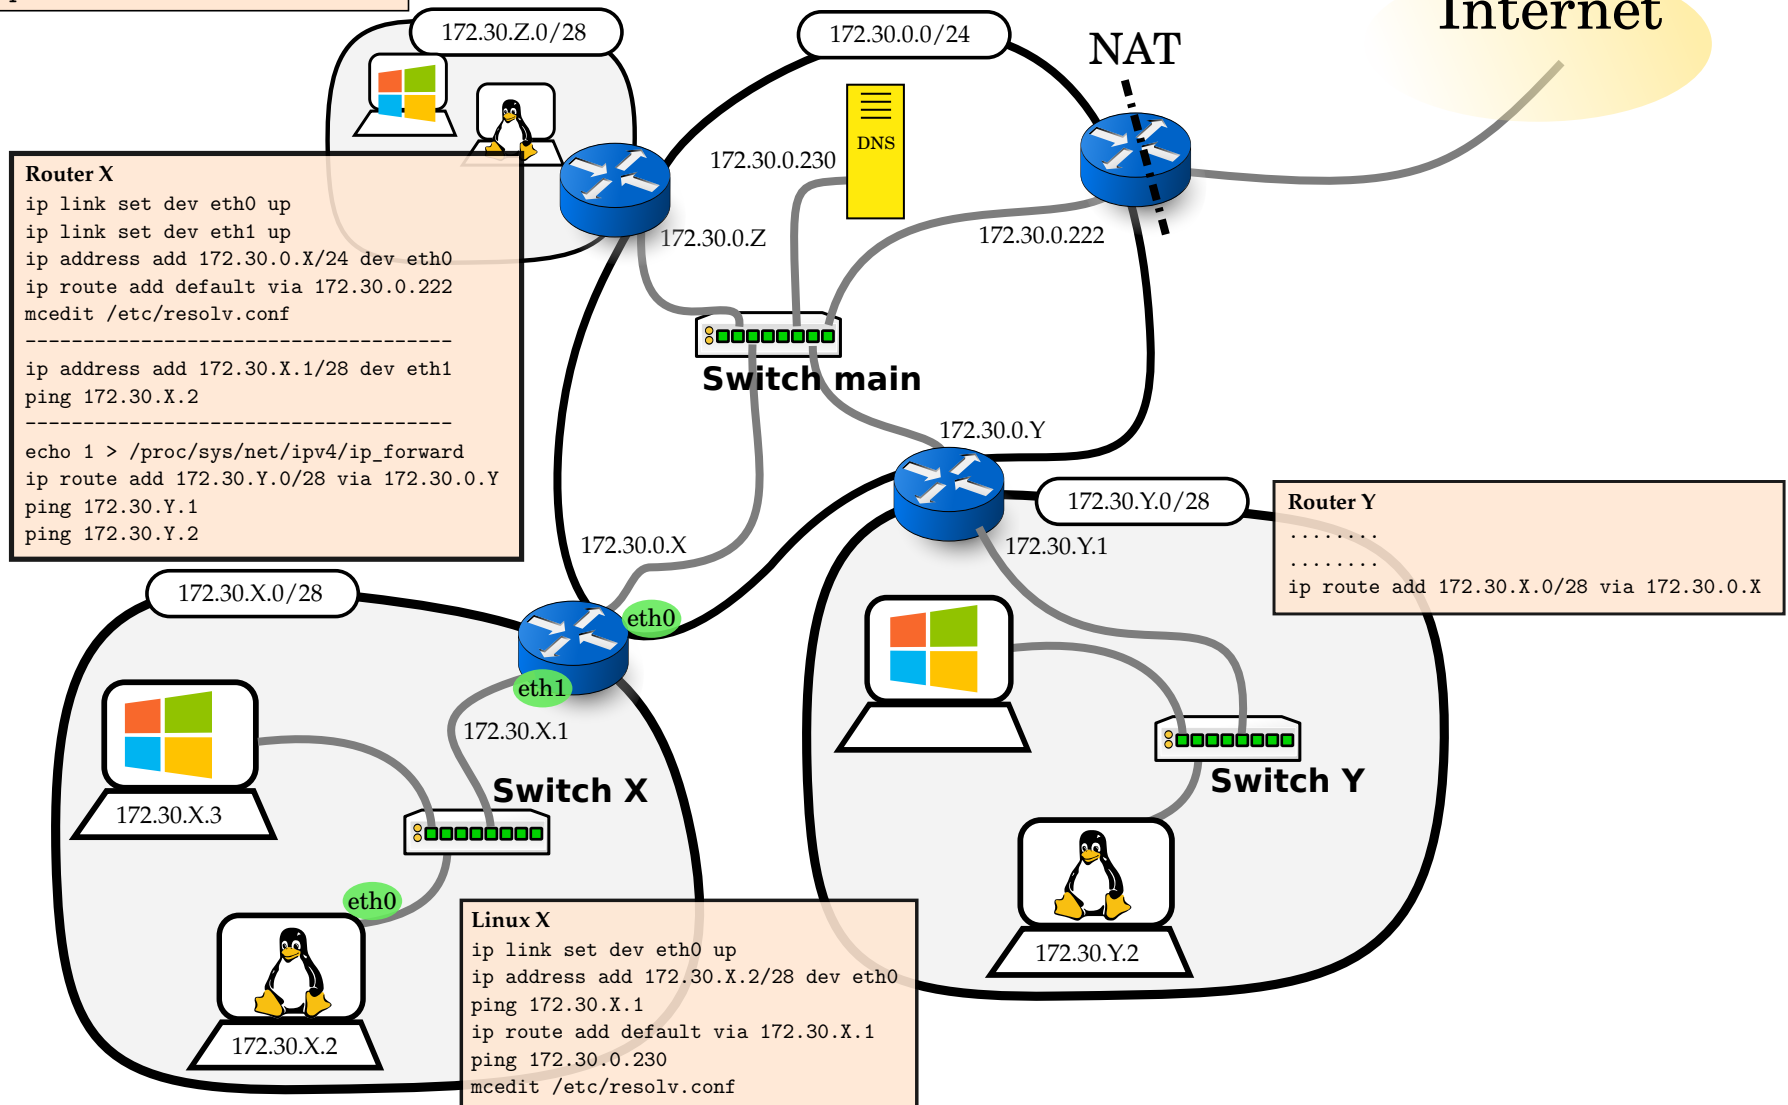 172.30.Z.0/28
172.30.0.0/24
Internet
NAT
DNS
172.30.0.230
172.30.0.Z
172.30.0.222
Router X
ip link set dev eth0 up
ip link set dev eth1 up
ip address add 172.30.0.X/24 dev eth0
ip route add default via 172.30.0.222
mcedit /etc/resolv.conf
-------------------------------------
ip address add 172.30.X.1/28 dev eth1
ping 172.30.X.2
-------------------------------------
echo 1 > /proc/sys/net/ipv4/ip_forward
ip route add 172.30.Y.0/28 via 172.30.0.Y
ping 172.30.Y.1
ping 172.30.Y.2
Switch main
172.30.0.Y
172.30.Y.0/28
Router Y
........
........
ip route add 172.30.X.0/28 via 172.30.0.X
172.30.0.X
172.30.Y.1
172.30.X.0/28
eth0
eth1
172.30.X.1
Switch X
172.30.X.3
Switch Y
eth0
172.30.Y.2
172.30.X.2
Linux X
ip link set dev eth0 up
ip address add 172.30.X.2/28 dev eth0
ping 172.30.X.1
ip route add default via 172.30.X.1
ping 172.30.0.230
mcedit /etc/resolv.conf